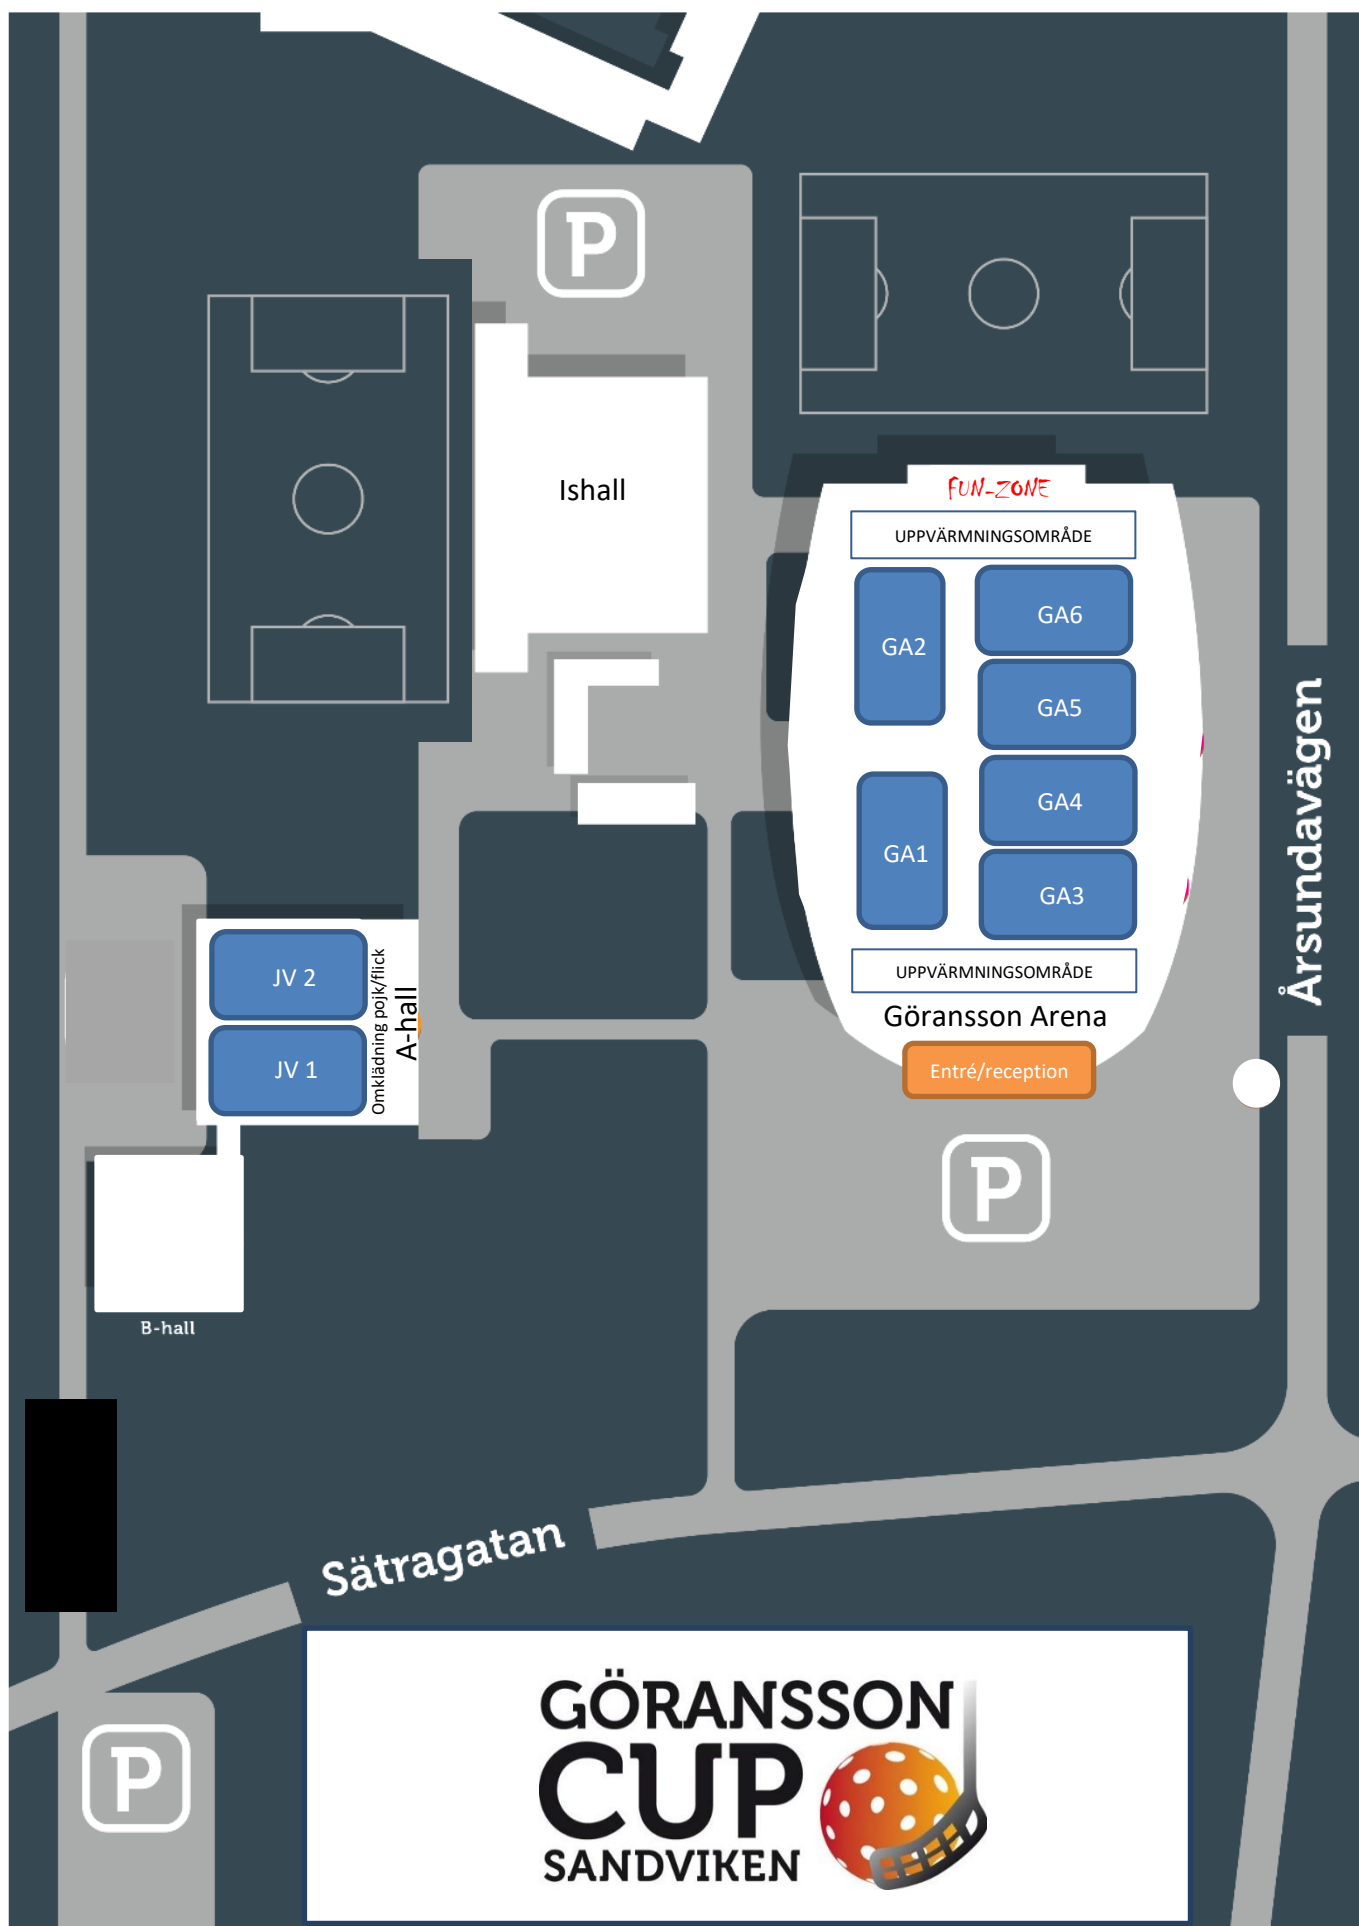 P
Ishall
FUN-ZONE
UPPVÄRMNINGSOMRÅDE
GA2
GA6
GA5
GA4
GA1
GA3
UPPVÄRMNINGSOMRÅDE
Göransson Arena
Entré/reception
P
Årsundavägen
JV 2
JV 1
Omklädning pojk/flick
A-hall
B-hall
Sätragatan
P
GÖRANSSON
CUP
SANDVIKEN